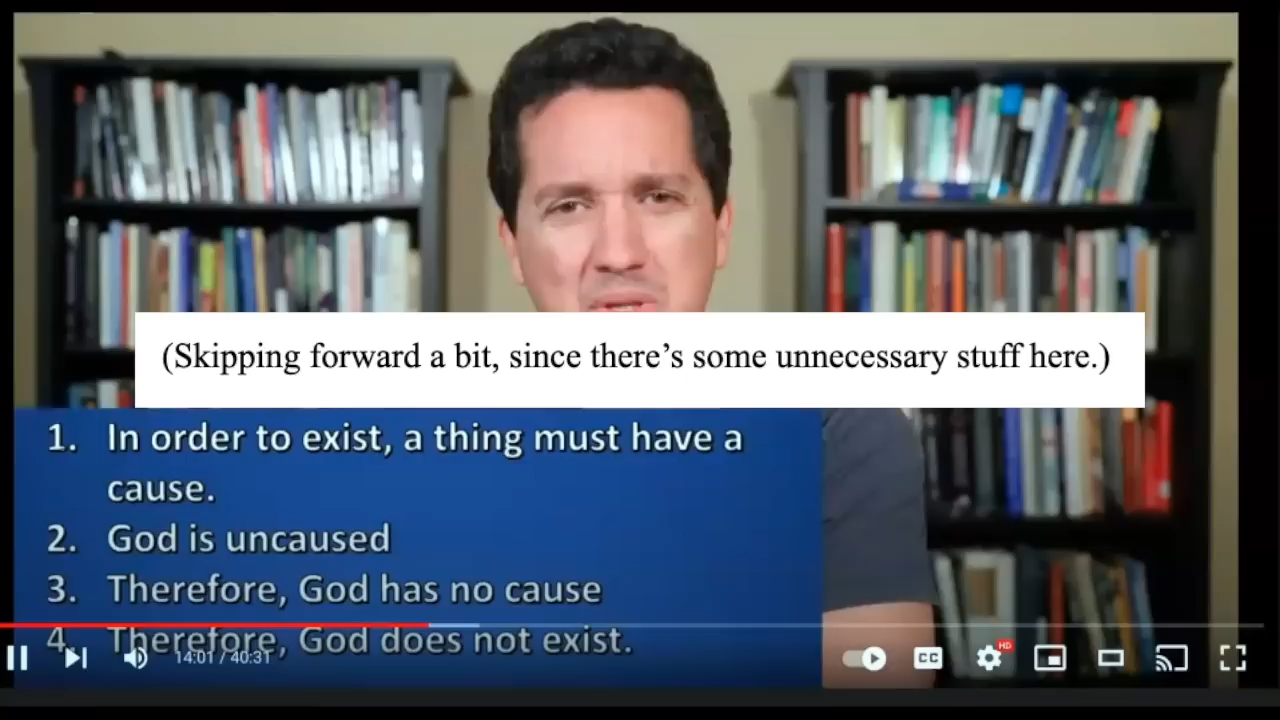 (Skipping forward a bit, since there’s some unnecessary stuff here.)
1. In order to exist, a thing must have a
cause.
2. God is uncaused
3. Therefore, God has no cause
4. Therefore, God does not exist.
14:01 / 40:31
CC
HD